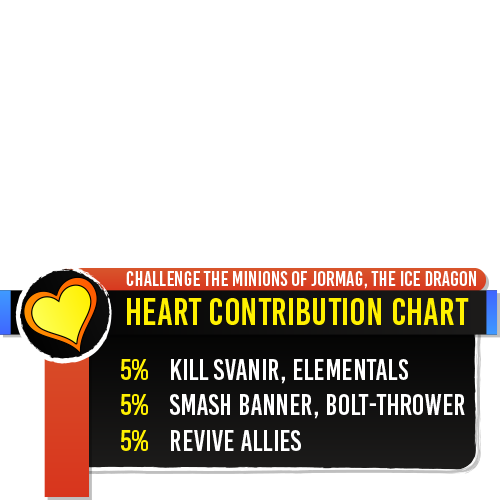 CHALLENGE THE MINIONS OF JORMAG, THE ICE DRAGON
HEART CONTRIBUTION CHART
5% KILL SVANIR, ELEMENTALS
5% SMASH BANNER, BOLT-THROWER
5% REVIVE ALLIES